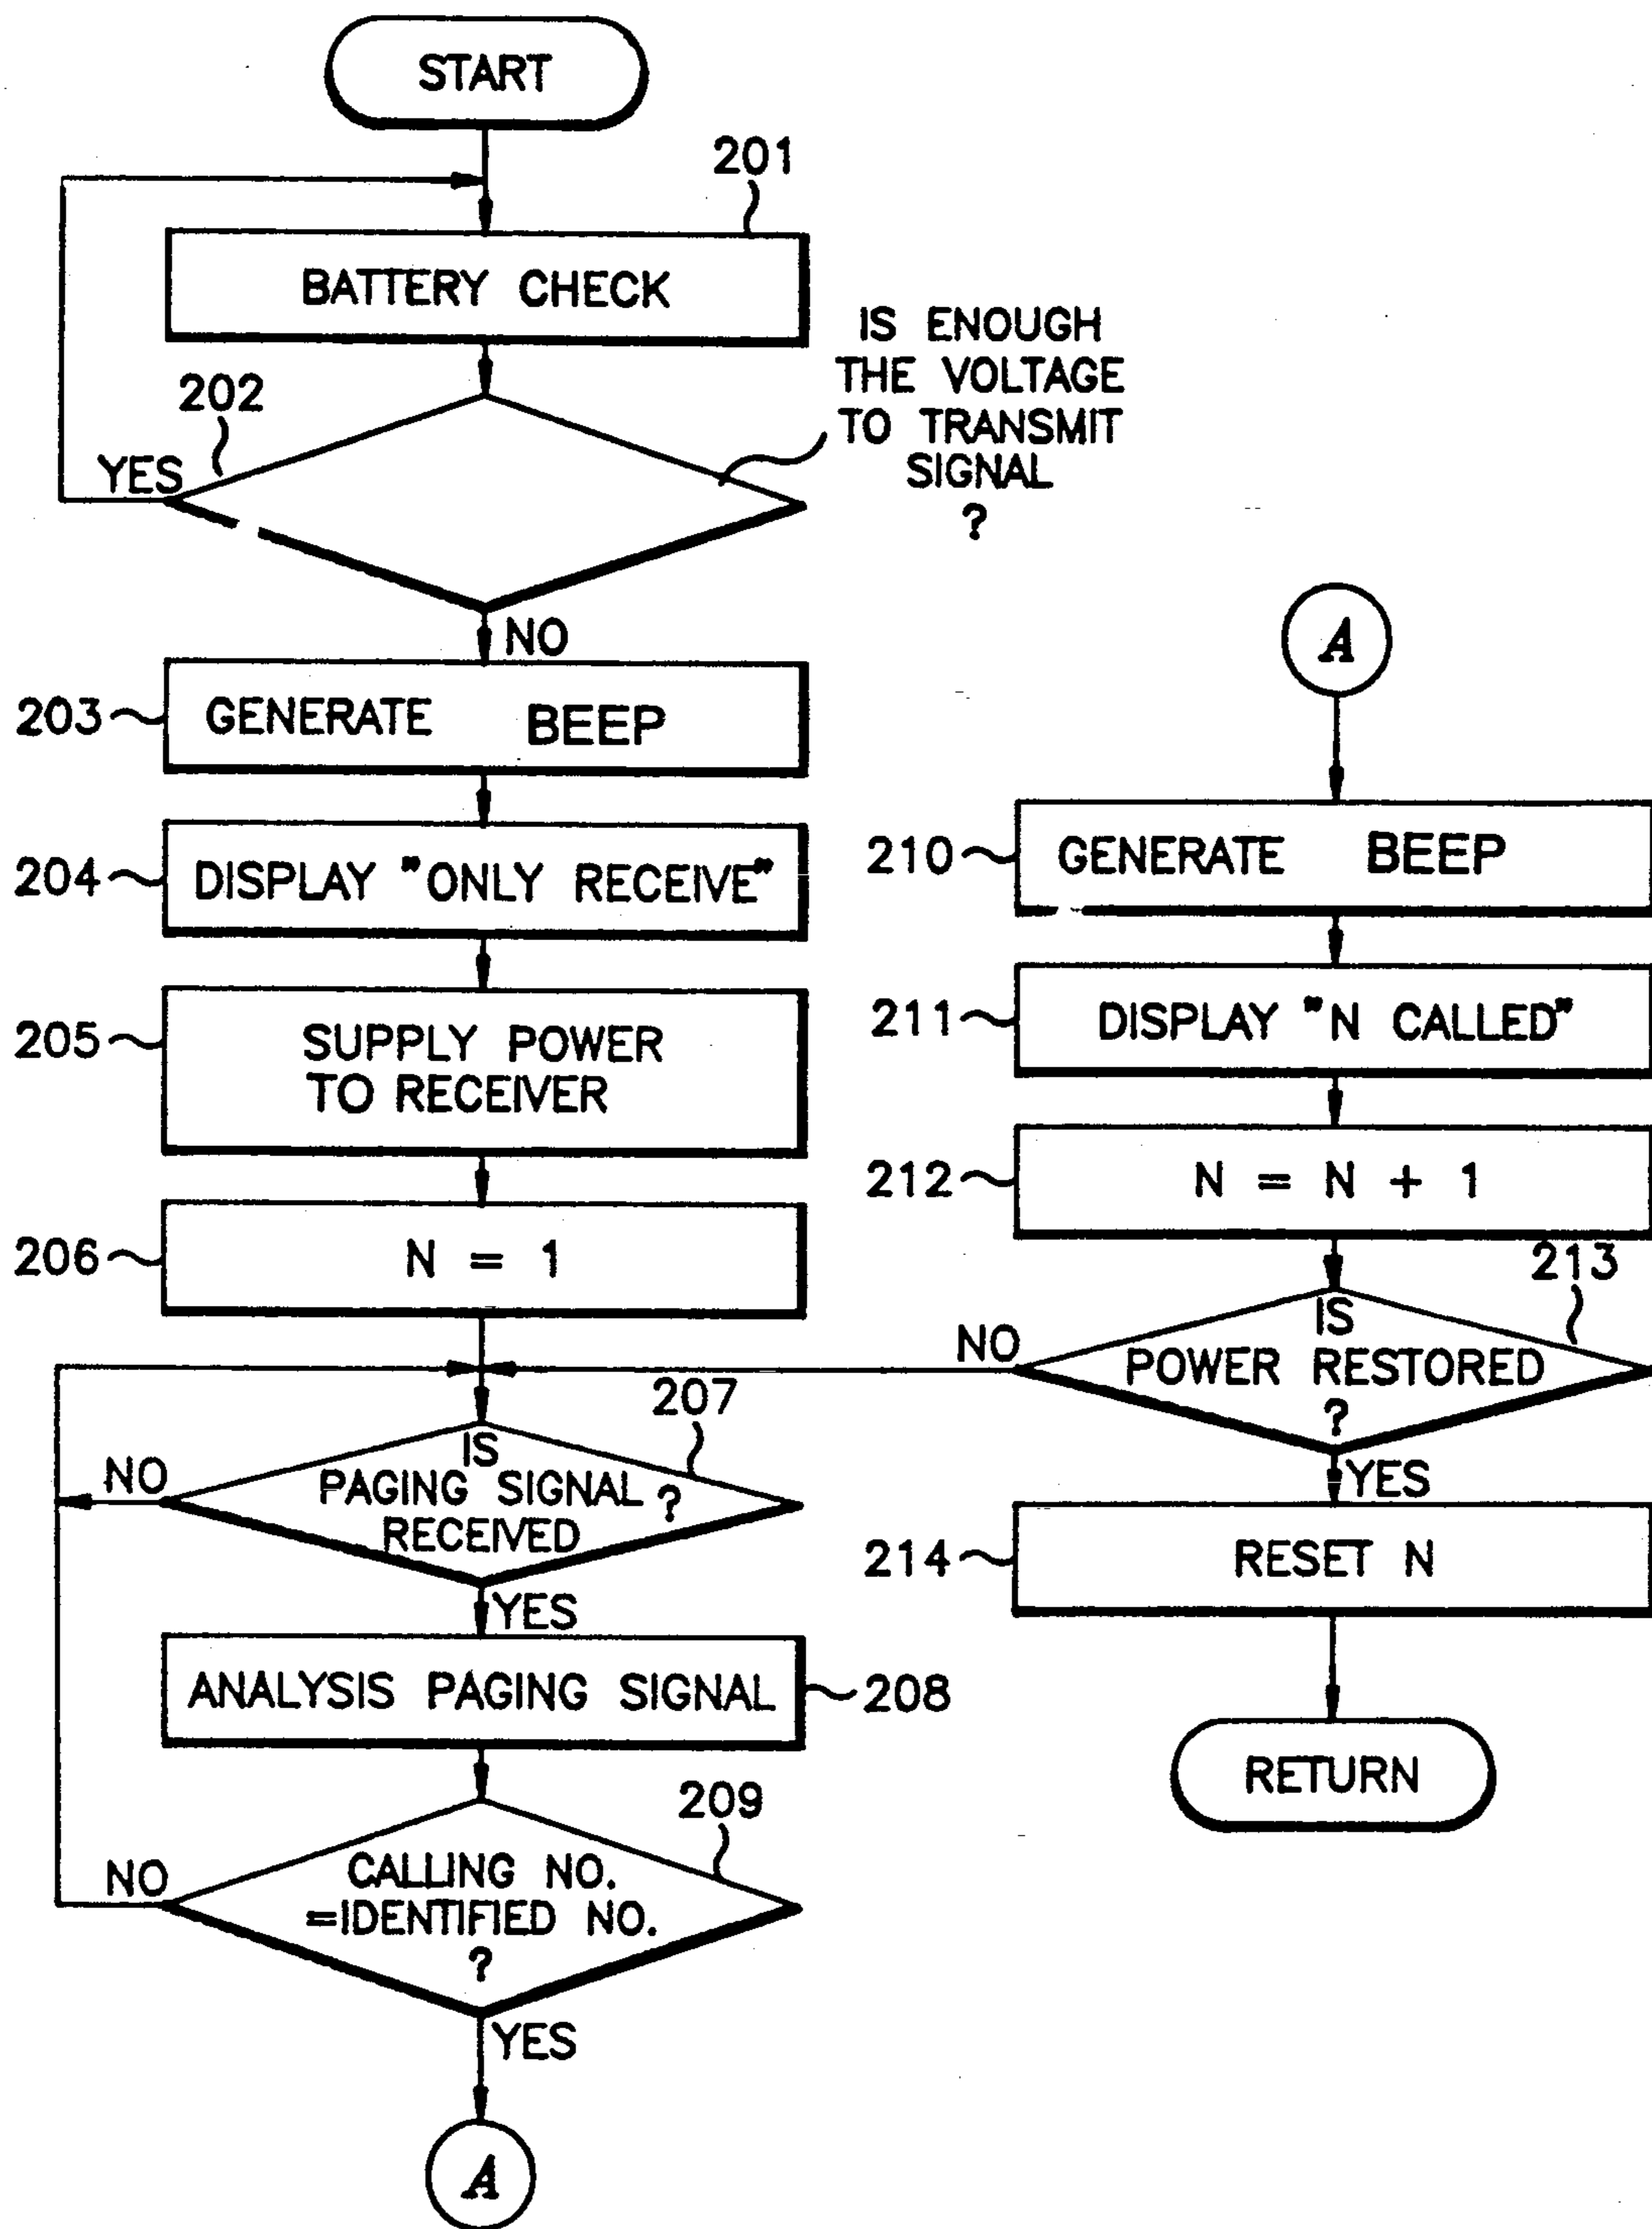 START
201
BATTERY CHECK
IS ENOUGH
THE VOLTAGE
TO TRANSMIT
SIGNAL
?
202
YES
NO
203
GENERATE BEEP
204
DISPLAY "ONLY RECEIVE"
205
SUPPLY POWER
TO RECEIVER
206
N = 1
207
IS
PAGING SIGNAL ?
RECEIVED
NO
YES
ANALYSIS PAGING SIGNAL
208
209
CALLING NO.
=IDENTIFIED NO.
?
NO
YES
A
A
210
GENERATE BEEP
211
DISPLAY "N CALLED"
212
N = N + 1
213
IS
POWER RESTORED
?
NO
YES
214
RESET N
RETURN